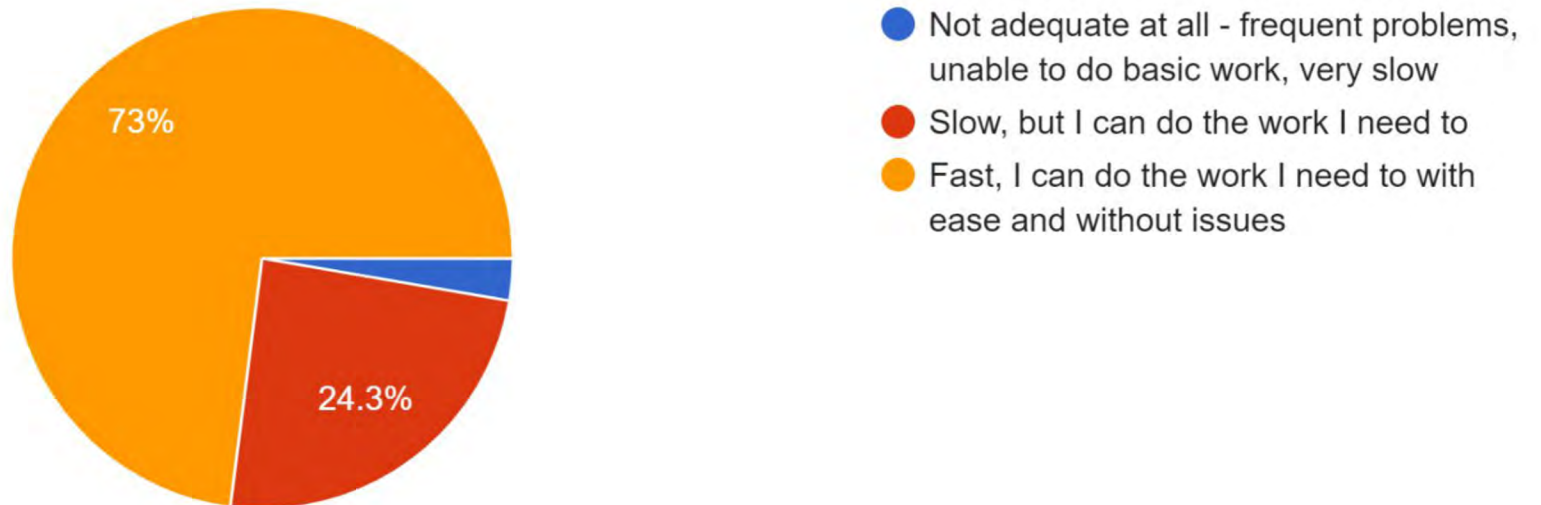 73%
24.3%
Not adequate at all - frequent problems,
unable to do basic work, very slow
Slow, but I can do the work I need to
Fast, I can do the work I need to with
ease and without issues